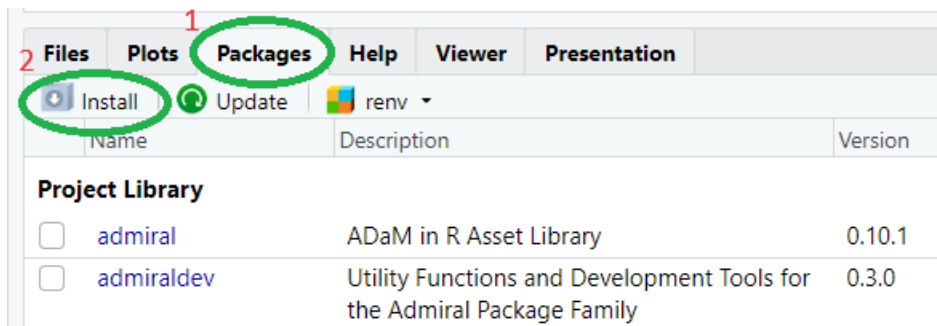 1
2 Files Plots Packages Help Viewer Presentation
Install Update renv
Name Description Version
Project Library
admiral ADaM in R Asset Library 0.10.1
admiraldev Utility Functions and Development Tools for 0.3.0
the Admiral Package Family